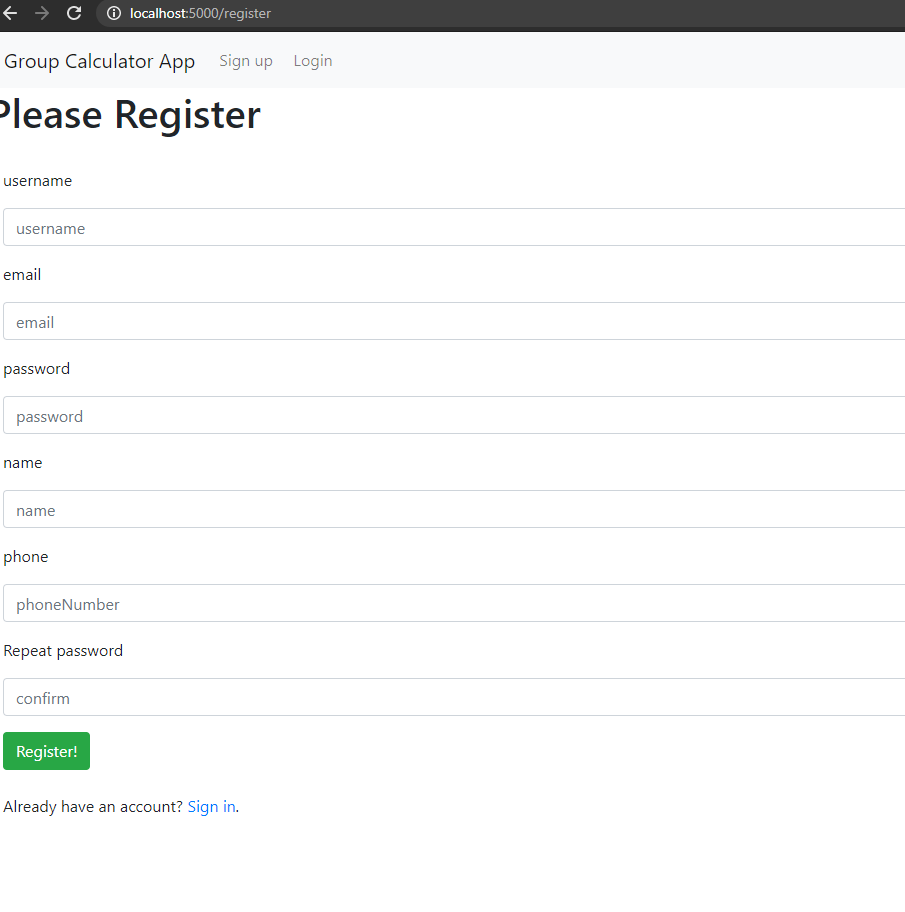 localhost:5000/register
Group Calculator App Sign up Login
Please Register
username
username
email
email
password
password
name
name
phone
phoneNumber
Repeat password
confirm
Register!
Already have an account? Sign in.